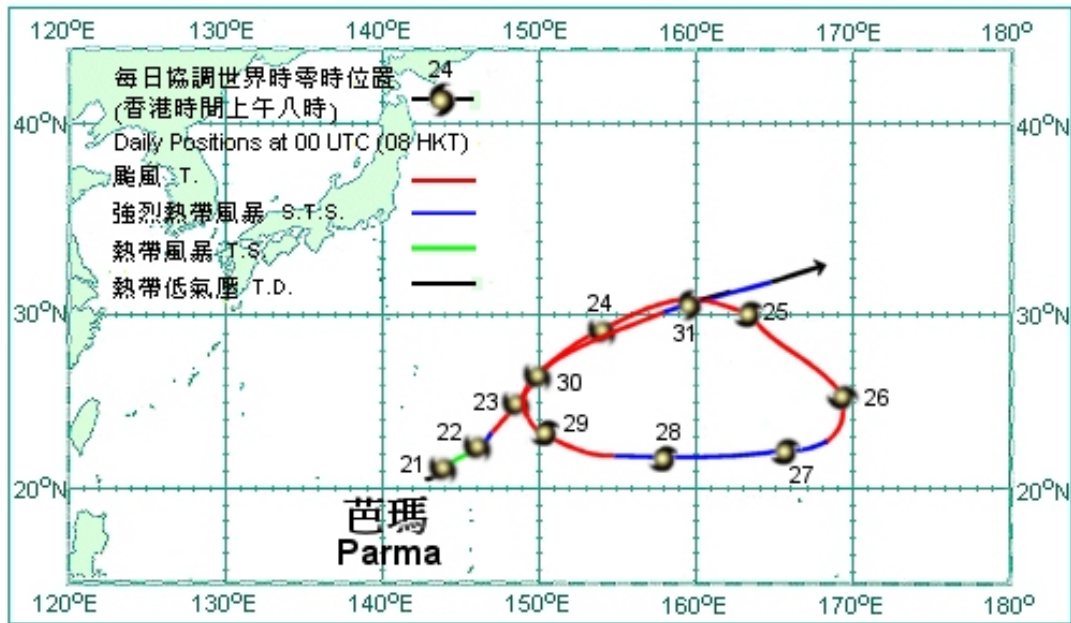 120°E 130°E 140°E 150°E 160°E 170°E 180°
24
每日協調世界時零時位置
(香港時間上午八時)
40°N 40°N
Daily Positions at 00 UTC (08 HKT)
颱風 T.
強烈熱帶風暴 S.T.S.
熱帶風暴 T.S.
熱帶低氣壓 T.D.
30°N 30°N
24
31
25
30
26
23
29
22
28
21
27
20°N 20°N
芭瑪
Parma
120°E 130°E 140°E 150°E 160°E 170°E 180°